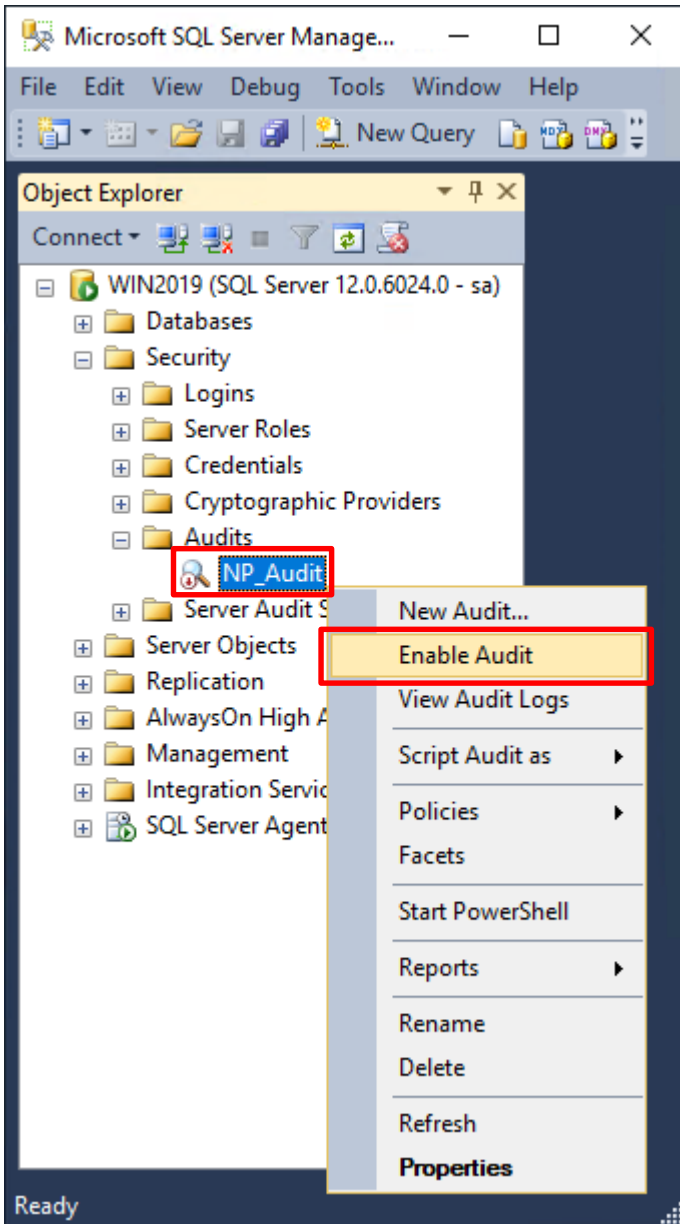 Microsoft SQL Server Manage...
File Edit View Debug Tools Window Help
New Query
Object Explorer
Connect
WIN2019 (SQL Server 12.0.6024.0 - sa)
Databases
Security
Logins
Server Roles
Credentials
Cryptographic Providers
Audits
NP_Audit
Server Audit S
Server Objects
Replication
AlwaysOn High A
Management
Integration Servic
SQL Server Agent
New Audit...
Enable Audit
View Audit Logs
Script Audit as
Policies
Facets
Start PowerShell
Reports
Rename
Delete
Refresh
Properties
Ready